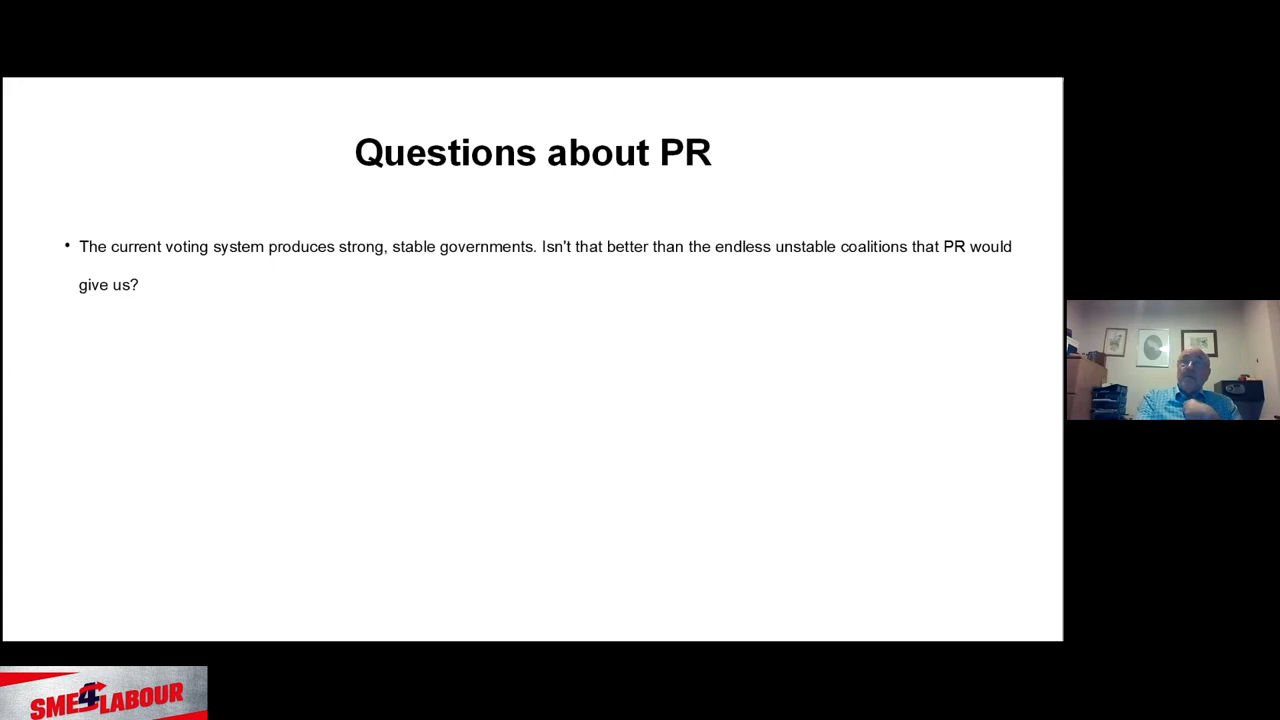 Questions about PR
• The current voting system produces strong, stable governments. Isn't that better than the endless unstable coalitions that PR would
give us?
SME4LABOUR